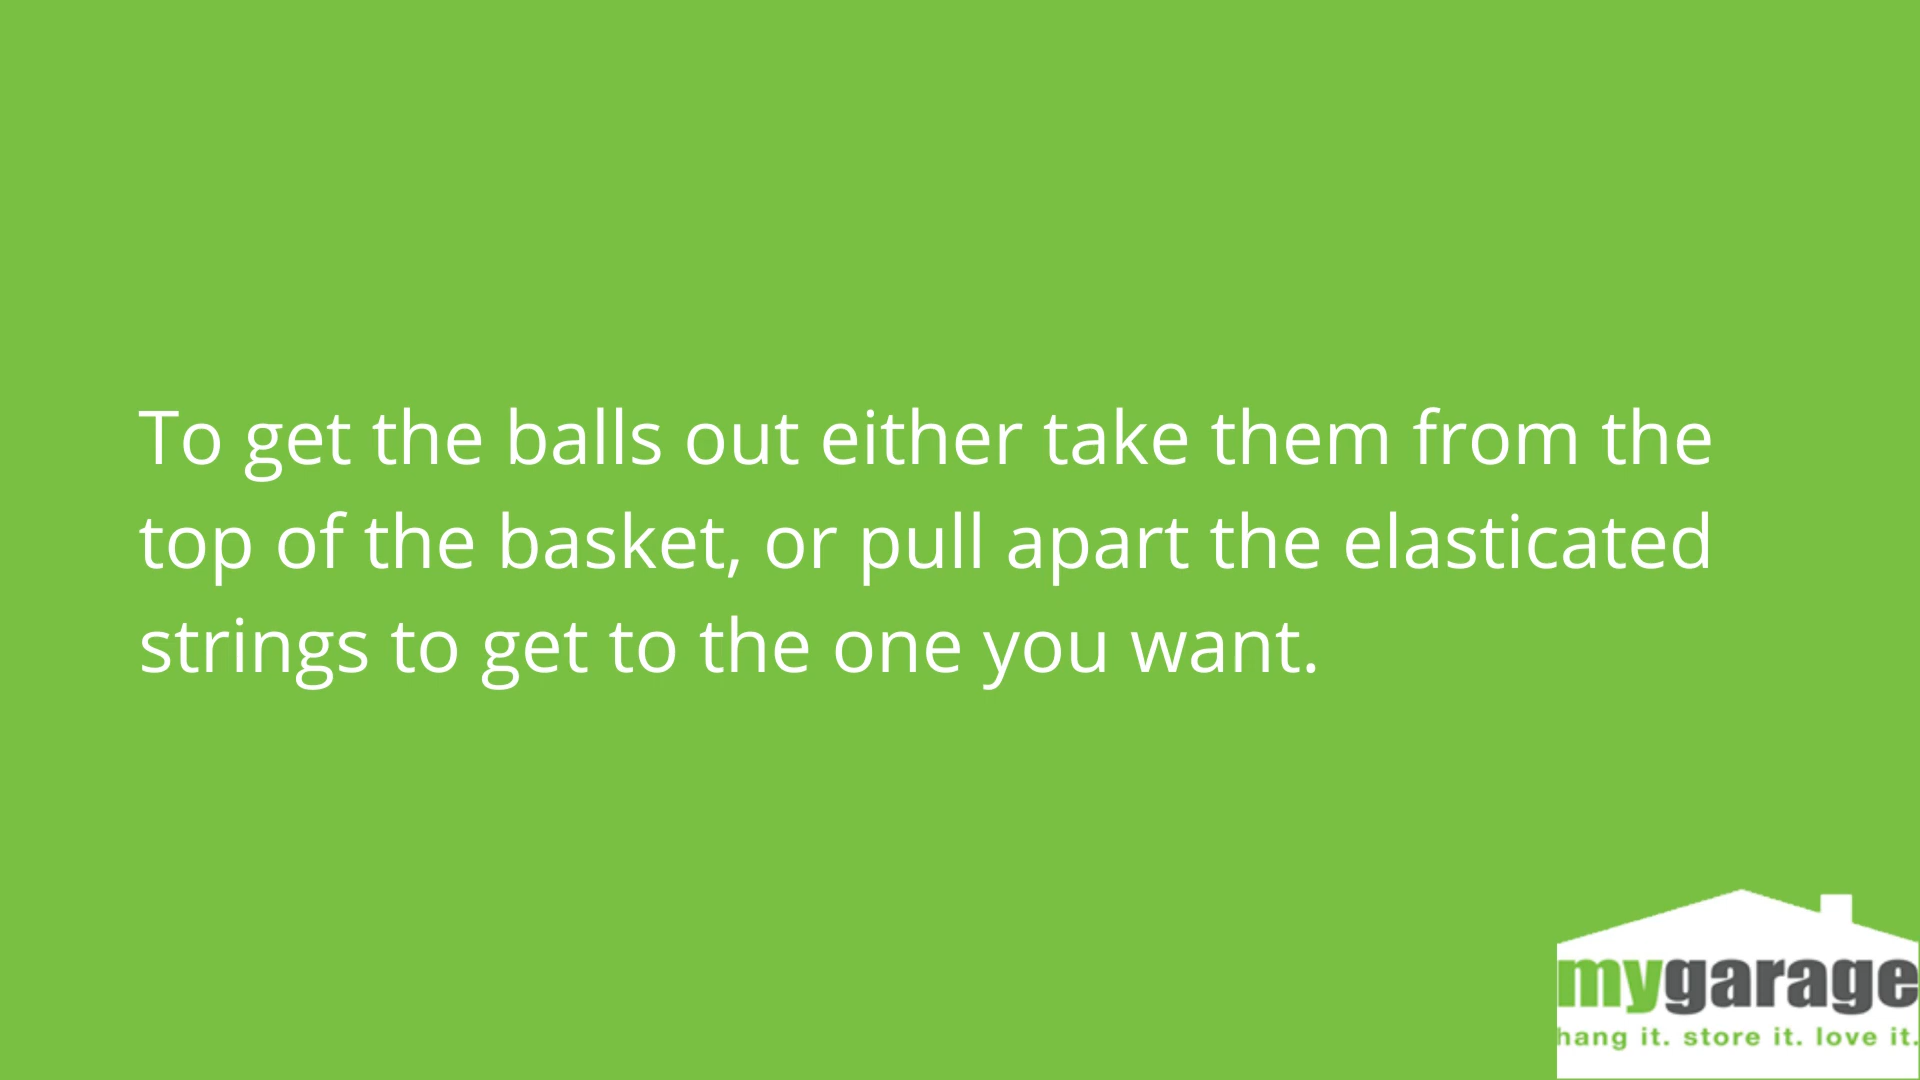 To get the balls out either take them from the
top of the basket, or pull apart the elasticated
strings to get to the one you want.
mygarage
hang it. store it. love it.